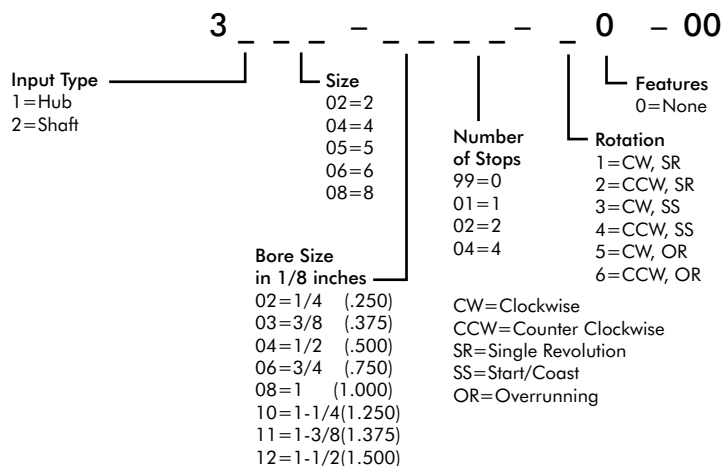 3 _ _ _ – _ _ _ _ – _ 0 – 00
Input Type
1=Hub
2=Shaft
Size
02=2
04=4
05=5
06=6
08=8
Bore Size
in 1/8 inches
02=1/4 (.250)
03=3/8 (.375)
04=1/2 (.500)
06=3/4 (.750)
08=1 (1.000)
10=1-1/4(1.250)
11=1-3/8(1.375)
12=1-1/2(1.500)
Number
of Stops
99=0
01=1
02=2
04=4
Features
0=None
Rotation
1=CW, SR
2=CCW, SR
3=CW, SS
4=CCW, SS
5=CW, OR
6=CCW, OR
CW=Clockwise
CCW=Counter Clockwise
SR=Single Revolution
SS=Start/Coast
OR=Overrunning